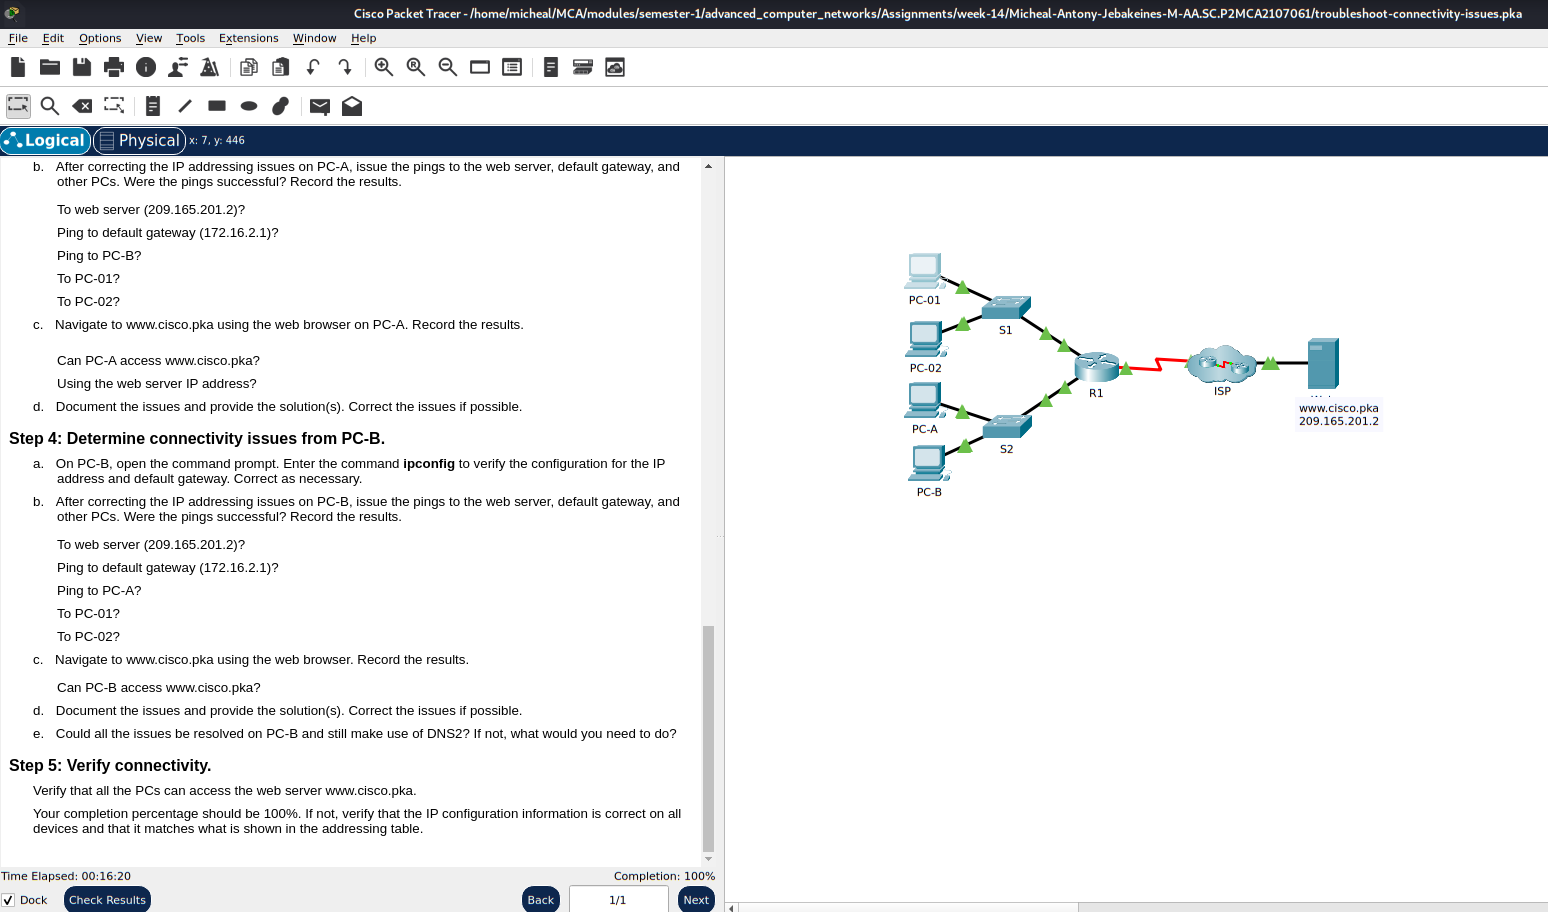 Cisco Packet Tracer - /home/micheal/MCA/modules/semester-1/advanced_computer_networks/Assignments/week-14/Micheal-Antony-Jebakeines-M-AA.SC.P2MCA2107061/troubleshoot-connectivity-issues.pka
File Edit Options View Tools Extensions Window Help
Logical Physical x: 7, y: 446
b. After correcting the IP addressing issues on PC-A, issue the pings to the web server, default gateway, and
other PCs. Were the pings successful? Record the results.
To web server (209.165.201.2)?
Ping to default gateway (172.16.2.1)?
Ping to PC-B?
To PC-01?
To PC-02?
c. Navigate to www.cisco.pka using the web browser on PC-A. Record the results.
Can PC-A access www.cisco.pka?
Using the web server IP address?
d. Document the issues and provide the solution(s). Correct the issues if possible.
Step 4: Determine connectivity issues from PC-B.
a. On PC-B, open the command prompt. Enter the command ipconfig to verify the configuration for the IP
address and default gateway. Correct as necessary.
b. After correcting the IP addressing issues on PC-B, issue the pings to the web server, default gateway, and
other PCs. Were the pings successful? Record the results.
To web server (209.165.201.2)?
Ping to default gateway (172.16.2.1)?
Ping to PC-A?
To PC-01?
To PC-02?
c. Navigate to www.cisco.pka using the web browser. Record the results.
Can PC-B access www.cisco.pka?
d. Document the issues and provide the solution(s). Correct the issues if possible.
e. Could all the issues be resolved on PC-B and still make use of DNS2? If not, what would you need to do?
Step 5: Verify connectivity.
Verify that all the PCs can access the web server www.cisco.pka.
Your completion percentage should be 100%. If not, verify that the IP configuration information is correct on all
devices and that it matches what is shown in the addressing table.
Time Elapsed: 00:16:20 Completion: 100%
Dock Check Results Back 1/1 Next
PC-01
S1
PC-02
R1
ISP
www.cisco.pka
209.165.201.2
PC-A
S2
PC-B